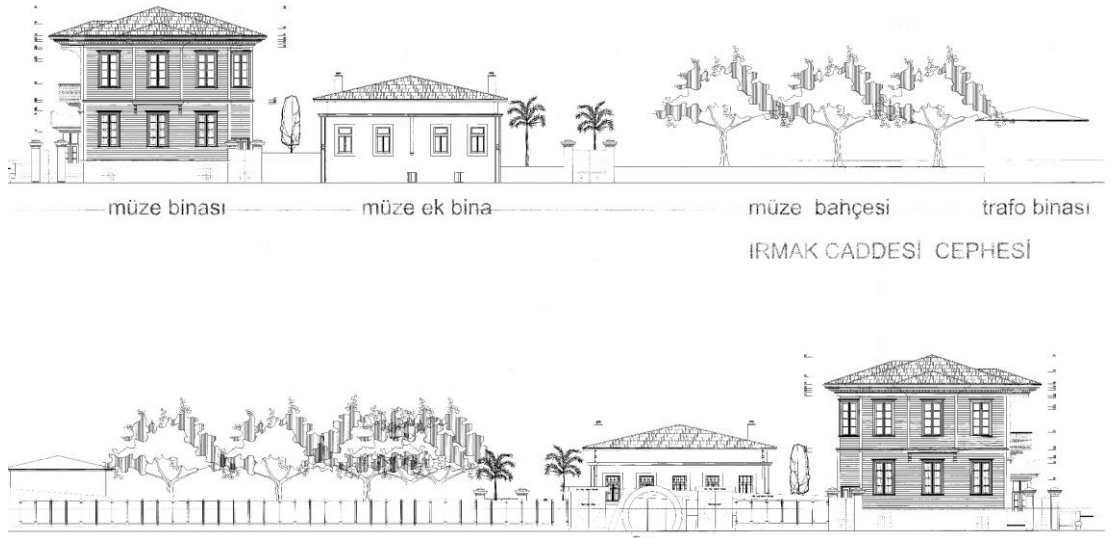 müze binası müze ek bina müze bahçesi trafo binası
IRMAK CADDESİ CEPHESİ